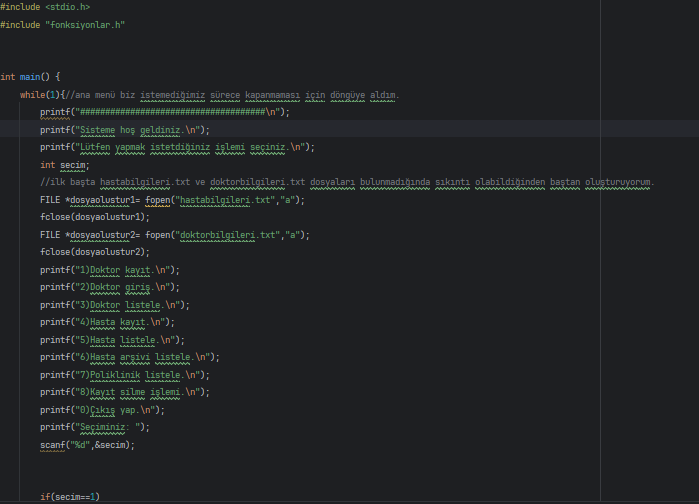 #include <stdio.h>
#include "fonksiyonlar.h"
int main() {
while(1){//ana menü biz istemediğimiz sürece kapanmaması için döngüye aldım.
printf("#####################################\n");
printf("Sisteme hoş geldiniz.\n");
printf("Lütfen yapmak istetdiğiniz işlemi seçiniz.\n");
int secim;
//ilk başta hastabilgileri.txt ve doktorbilgileri.txt dosyaları bulunmadığında sıkıntı olabildiğinden baştan oluşturuyorum.
FILE *dosyaolustur1= fopen("hastabilgileri.txt","a");
fclose(dosyaolustur1);
FILE *dosyaolustur2= fopen("doktorbilgileri.txt","a");
fclose(dosyaolustur2);
printf("1)Doktor kayıt.\n");
printf("2)Doktor giriş.\n");
printf("3)Doktor listele.\n");
printf("4)Hasta kayıt.\n");
printf("5)Hasta listele.\n");
printf("6)Hasta arşivi listele.\n");
printf("7)Poliklinik listele.\n");
printf("8)Kayıt silme işlemi.\n");
printf("0)Çıkış yap.\n");
printf("Seçiminiz: ");
scanf("%d",&secim);
if(secim==1)